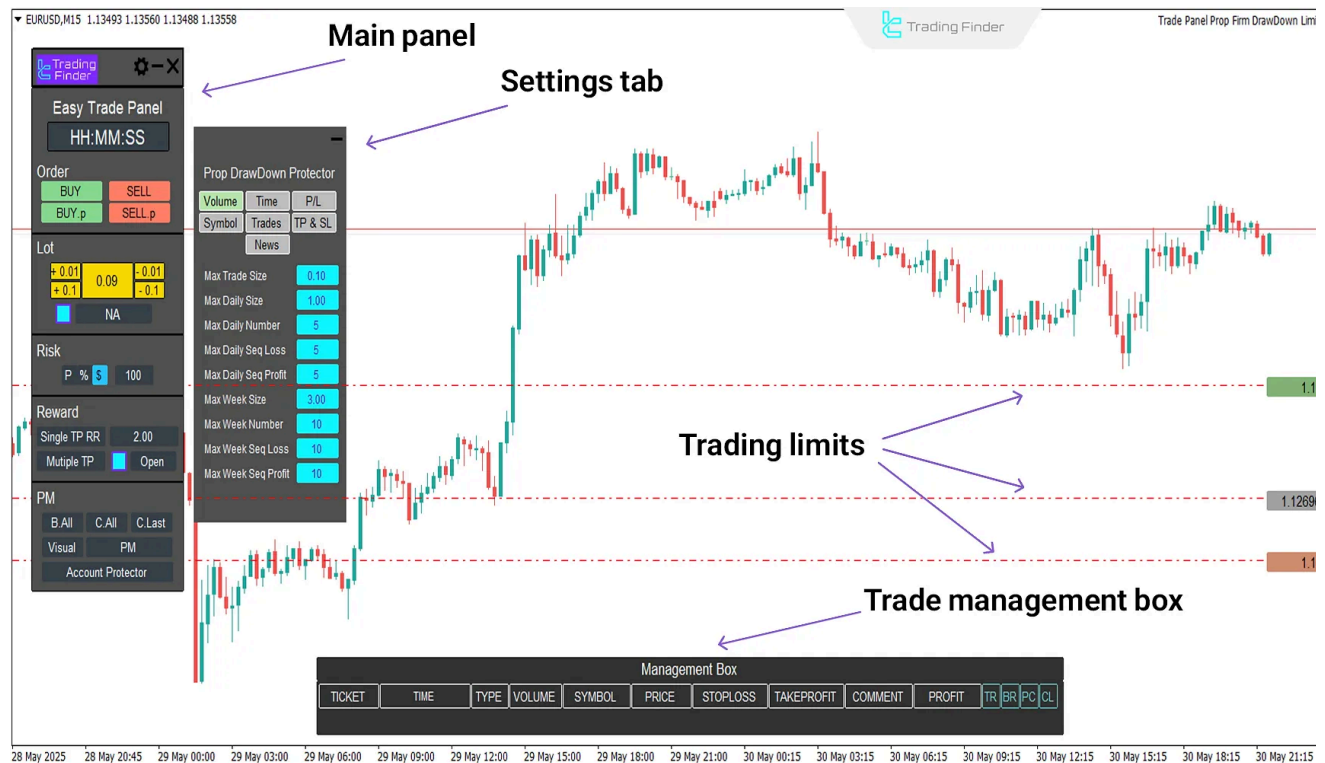 EURUSD,M15 1.13493 1.13560 1.13488 1.13558
Trading Finder
Trade Panel Prop Firm DrawDown Limi
Main panel
Settings tab
Trading
Finder
Easy Trade Panel
HH:MM:SS
Order
BUY SELL
BUY.p SELL.p
Lot
+ 0.01 0.09 - 0.01
+ 0.1 - 0.1
NA
Risk
P % $ 100
Reward
Single TP RR 2.00
Mutiple TP Open
PM
B.All C.All C.Last
Visual PM
Account Protector
Prop DrawDown Protector
Volume Time P/L
Symbol Trades TP & SL
News
Max Trade Size 0.10
Max Daily Size 1.00
Max Daily Number 5
Max Daily Seq Loss 5
Max Daily Seq Profit 5
Max Week Size 3.00
Max Week Number 10
Max Week Seq Loss 10
Max Week Seq Profit 10
Trading limits
1.1
1.1269
1.1
Trade management box
Management Box
TICKET TIME TYPE VOLUME SYMBOL PRICE STOPLOSS TAKEPROFIT COMMENT PROFIT TR BR PC CL
28 May 2025 28 May 20:45 29 May 00:00 29 May 03:00 29 May 06:00 29 May 09:00 29 May 12:00 29 May 15:00 29 May 18:00 29 May 21:00 30 May 00:15 30 May 03:15 30 May 06:15 30 May 09:15 30 May 12:15 30 May 15:15 30 May 18:15 30 May 21:15